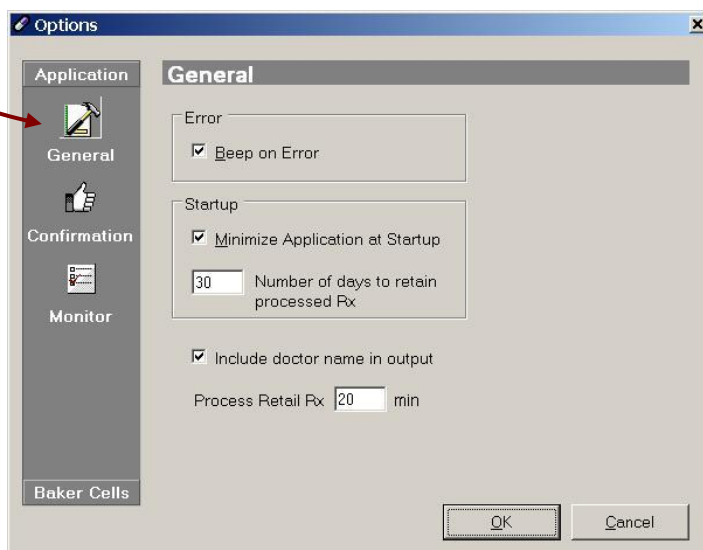 Options
Application
General
Confirmation
Monitor
Baker Cells
General
Error
Beep on Error
Startup
Minimize Application at Startup
30 Number of days to retain
processed Rx
Include doctor name in output
Process Retail Rx 20 min
OK Cancel